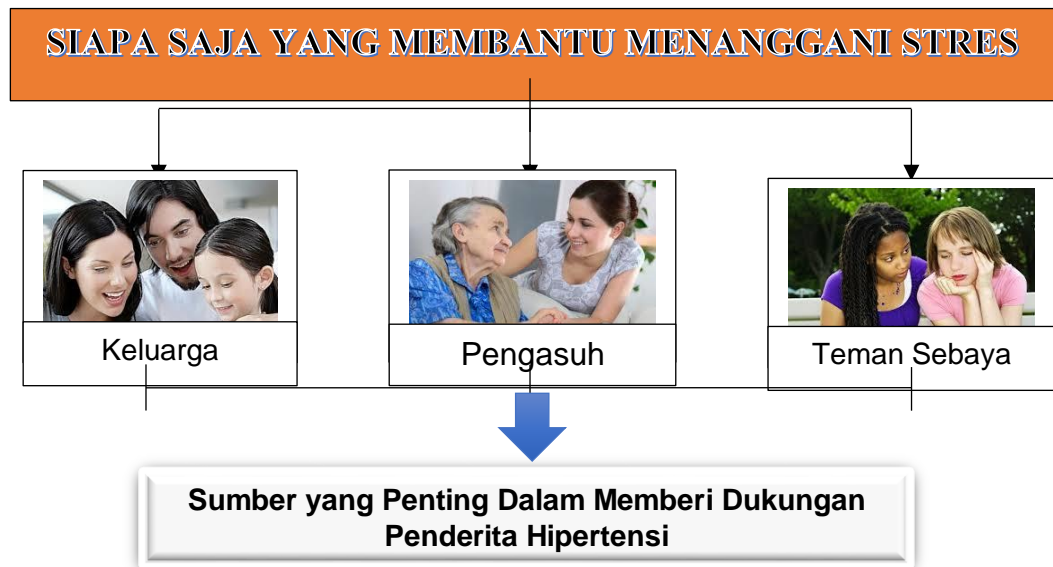 SIAPA SAJA YANG MEMBANTU MENANGGANI STRES
Keluarga
Pengasuh
Teman Sebaya
Sumber yang Penting Dalam Memberi Dukungan
Penderita Hipertensi